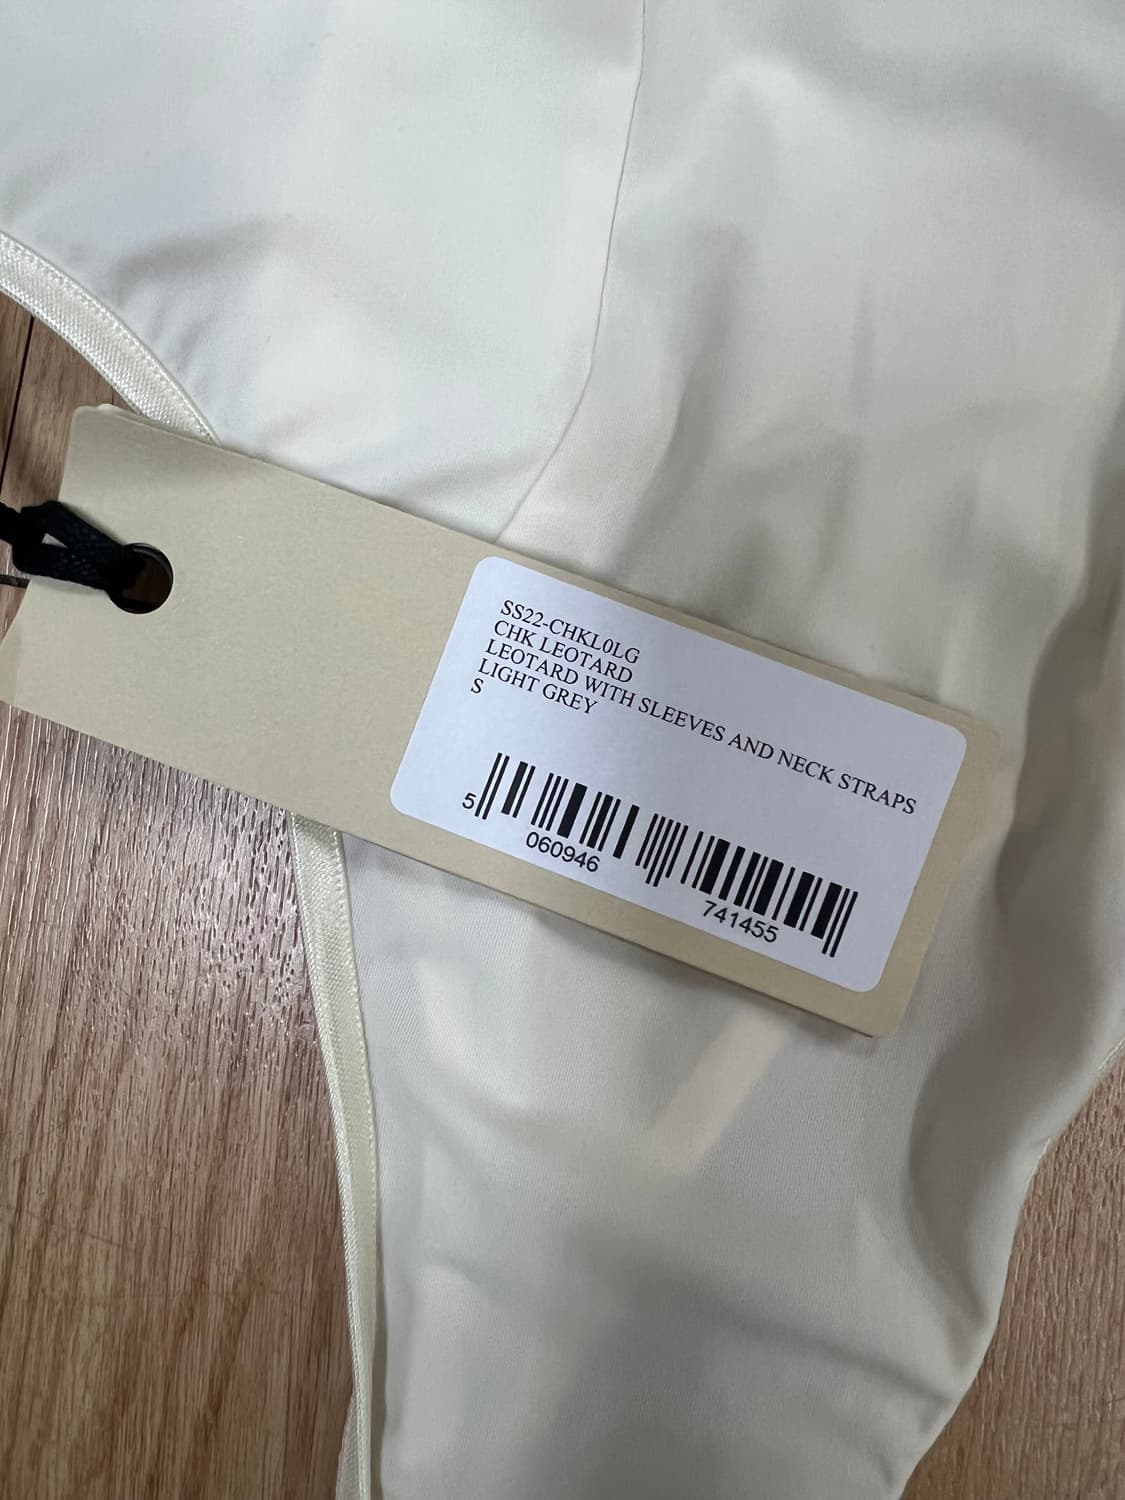 SS22-CHKL0LG
CHK LEOTARD
LEOTARD WITH SLEEVES AND NECK STRAPS
LIGHT GREY
S
5 060946 741455